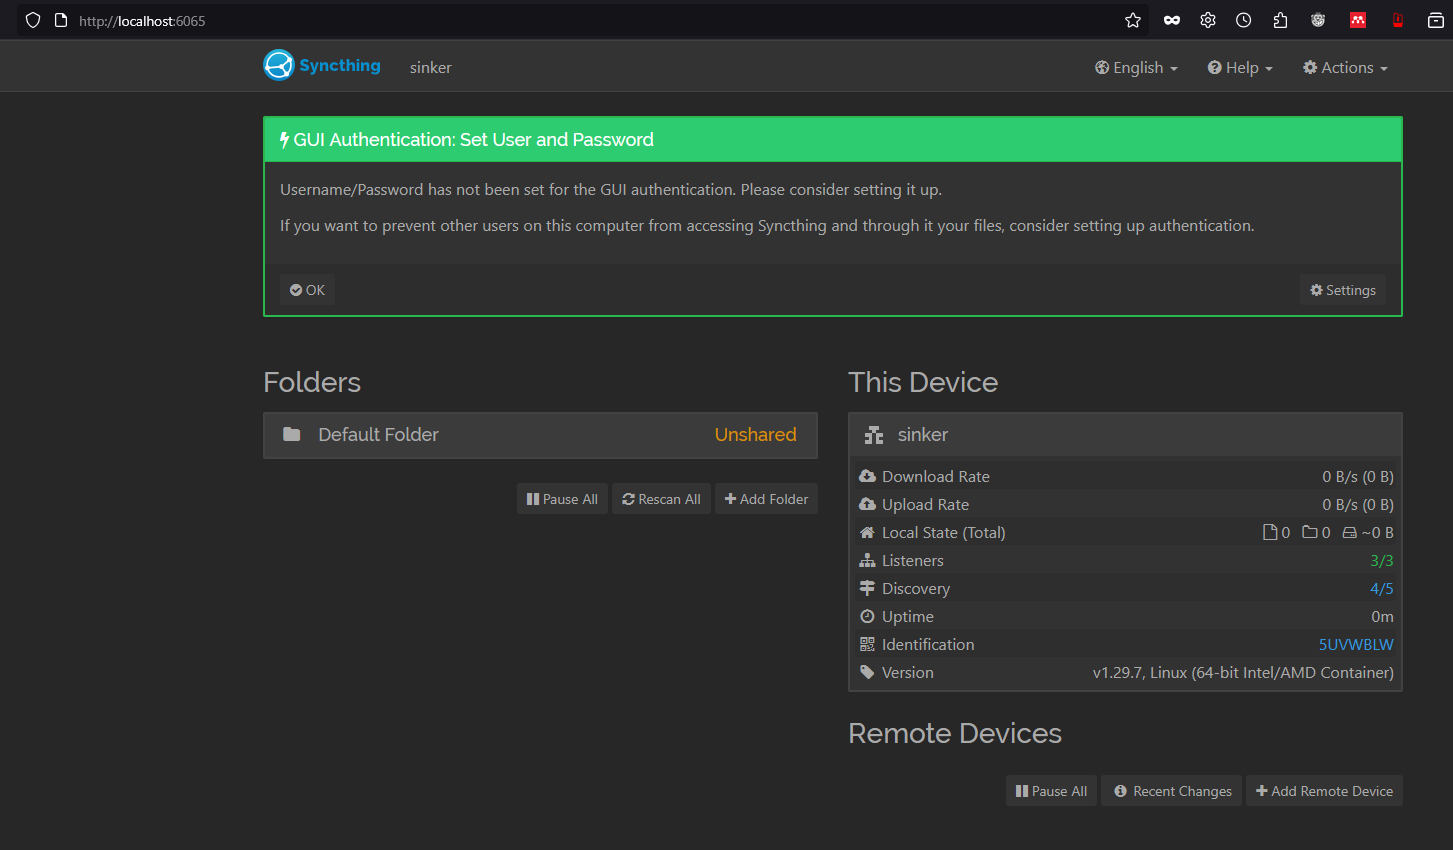 http://localhost:6065
Syncthing sinker English Help Actions
GUI Authentication: Set User and Password
Username/Password has not been set for the GUI authentication. Please consider setting it up.
If you want to prevent other users on this computer from accessing Syncthing and through it your files, consider setting up authentication.
OK Settings
Folders
Default Folder Unshared
Pause All Rescan All Add Folder
This Device
sinker
Download Rate 0 B/s (0 B)
Upload Rate 0 B/s (0 B)
Local State (Total) 0 0 ~0 B
Listeners 3/3
Discovery 4/5
Uptime 0m
Identification 5UVWBLW
Version v1.29.7, Linux (64-bit Intel/AMD Container)
Remote Devices
Pause All Recent Changes Add Remote Device